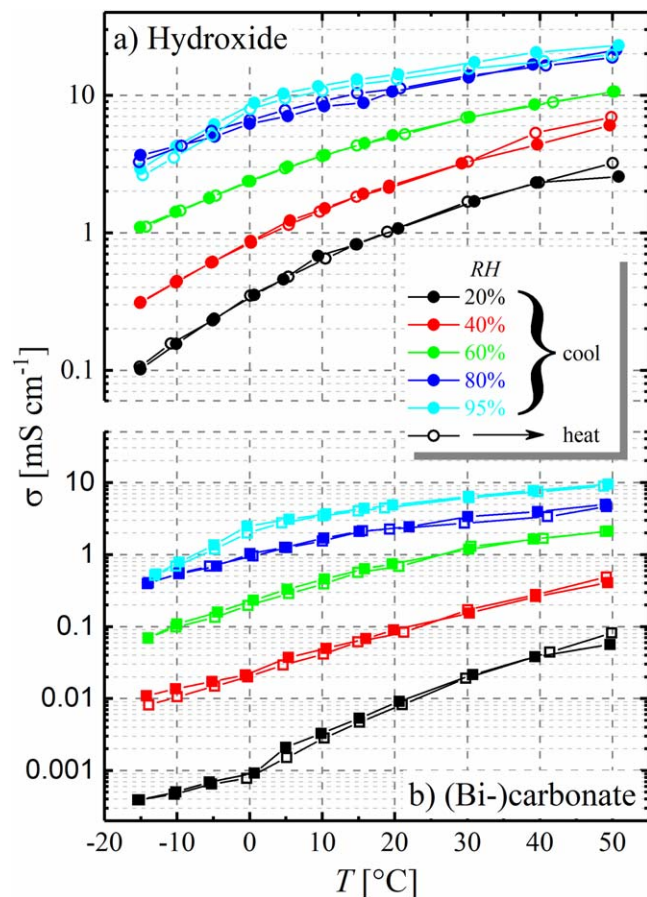 a) Hydroxide
10
1
0.1
RH
20%
40%
60%
80%
95%
cool
heat
σ [mS cm⁻¹]
10
1
0.1
0.01
0.001
b) (Bi-)carbonate
-20 -10 0 10 20 30 40 50
T [°C]